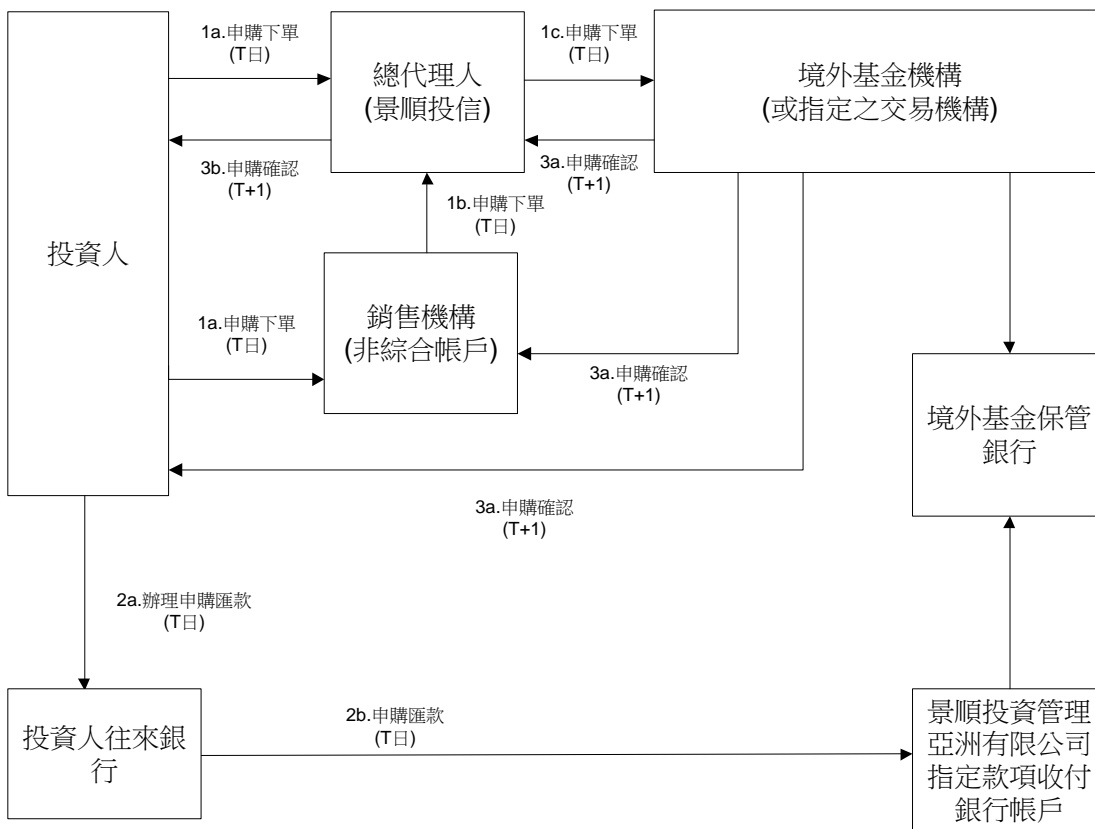 1a.申購下單
(T日)
總代理人
(景順投信)
1c.申購下單
(T日)
境外基金機構
(或指定之交易機構)
3b.申購確認
(T+1)
3a.申購確認
(T+1)
1b.申購下單
(T日)
投資人
1a.申購下單
(T日)
銷售機構
(非綜合帳戶)
3a.申購確認
(T+1)
境外基金保管
銀行
3a.申購確認
(T+1)
2a.辦理申購匯款
(T日)
投資人往來銀
行
2b.申購匯款
(T日)
景順投資管理
亞洲有限公司
指定款項收付
銀行帳戶